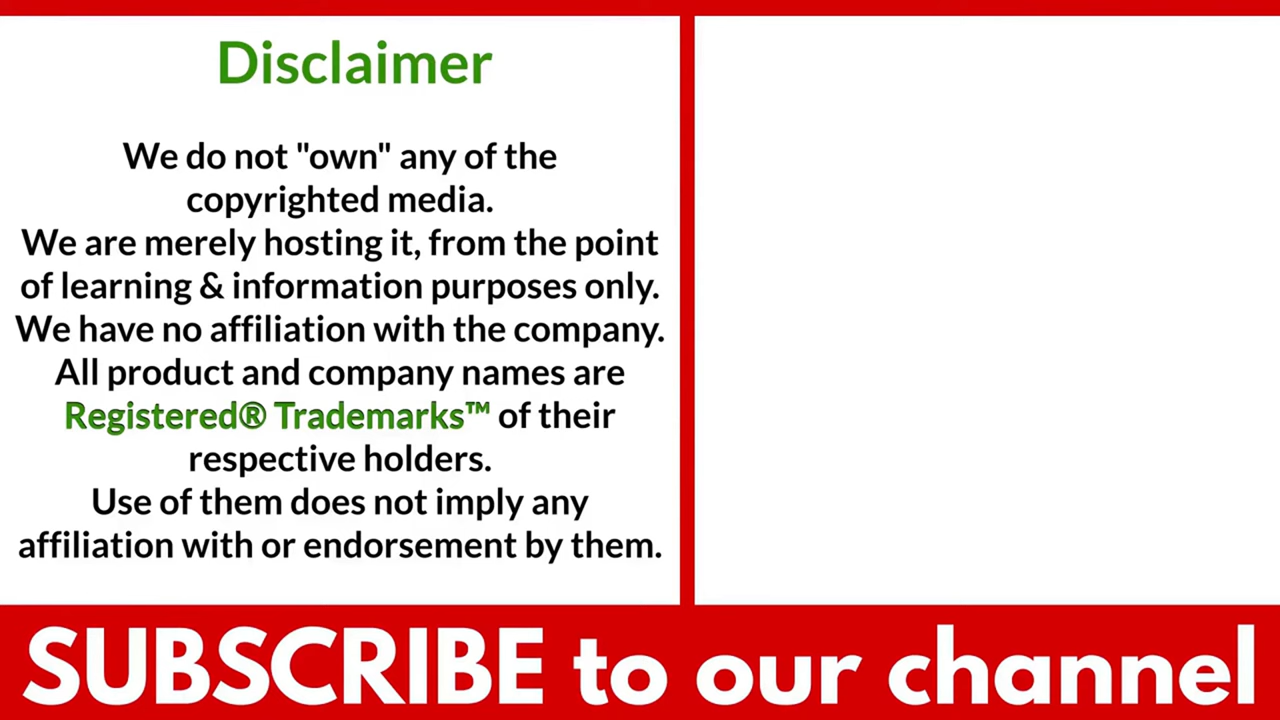 Disclaimer
We do not "own" any of the
copyrighted media.
We are merely hosting it, from the point
of learning & information purposes only.
We have no affiliation with the company.
All product and company names are
Registered® Trademarks™ of their
respective holders.
Use of them does not imply any
affiliation with or endorsement by them.
SUBSCRIBE to our channel